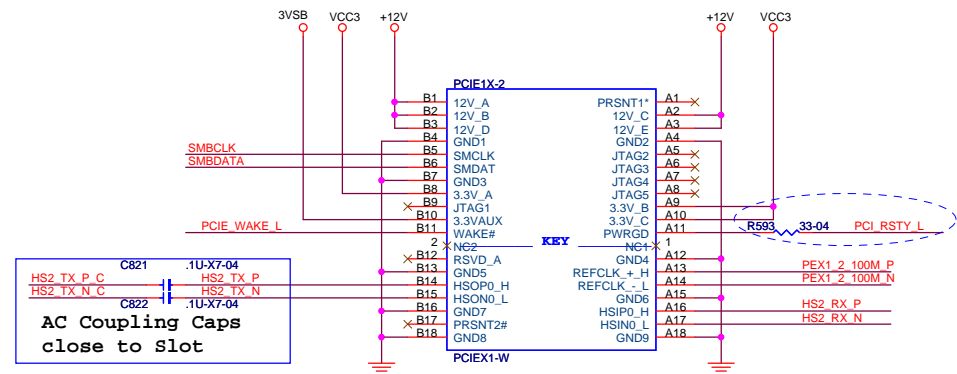 3VSB VCC3 +12V +12V VCC3
PCIE1X-2
B1 12V_A PRSNT1* A1
B2 12V_B 12V_C A2
B3 12V_D 12V_E A3
B4 GND1 GND2 A4
SMBCLK B5 SMCLK JTAG2 A5
SMBDATA B6 SMDAT JTAG3 A6
B7 GND3 JTAG4 A7
B8 3.3V_A JTAG5 A8
B9 JTAG1 3.3V_B A9
B10 3.3VAUX 3.3V_C A10
PCIE_WAKE_L B11 WAKE# PWRGD A11 R593 33-04 PCI_RSTY_L
2 NC2 KEY NC1 1
B12 RSVD_A GND4 A12
C821 .1U-X7-04 B13 GND5 REFCLK_+_H A13 PEX1_2_100M_P
HS2_TX_P_C HS2_TX_P B14 HSOP0_H REFCLK_-_L A14 PEX1_2_100M_N
HS2_TX_N_C HS2_TX_N B15 HSON0_L GND6 A15
C822 .1U-X7-04 B16 GND7 HSIP0_H A16 HS2_RX_P
B17 PRSNT2# HSIN0_L A17 HS2_RX_N
B18 GND8 GND9 A18
AC Coupling Caps
close to Slot
PCIEX1-W